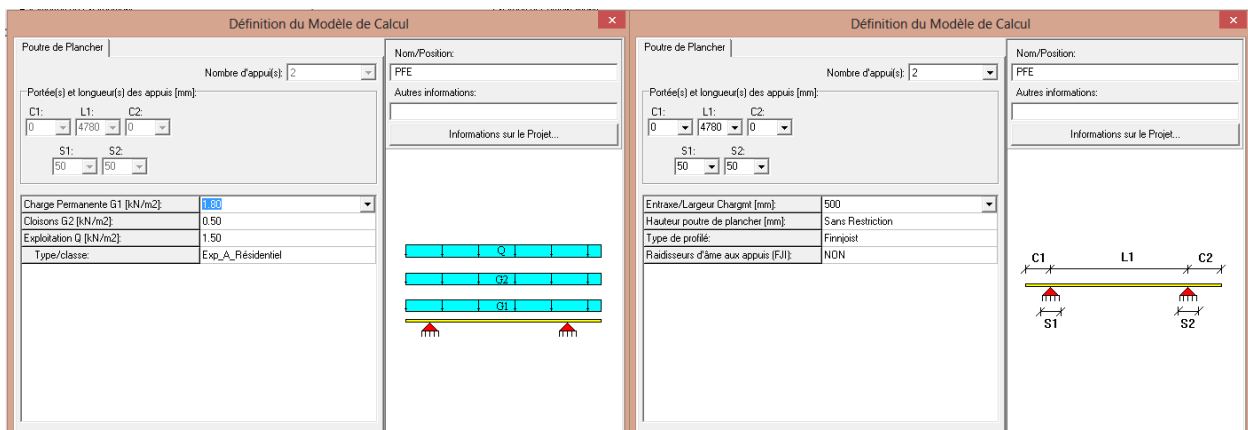 Définition du Modèle de Calcul
×
Poutre de Plancher
Nombre d'appui(s): 2
Portée(s) et longueur(s) des appuis [mm]:
C1: L1: C2:
0 4780 0
S1: S2:
50 50
Charge Permanente G1 [kN/m2]: 1.80
Cloisons G2 [kN/m2]: 0.50
Exploitation Q [kN/m2]: 1.50
Type/classe: Exp_A_Résidentiel
Nom/Position:
PFE
Autres informations:
Informations sur le Projet...
Q
G2
G1
Définition du Modèle de Calcul
×
Poutre de Plancher
Nombre d'appui(s): 2
Portée(s) et longueur(s) des appuis [mm]:
C1: L1: C2:
0 4780 0
S1: S2:
50 50
Entraxe/Largeur Chargmt [mm]: 500
Hauteur poutre de plancher [mm]: Sans Restriction
Type de profilé: Finnjoist
Raidisseurs d'âme aux appuis (FJI): NON
Nom/Position:
PFE
Autres informations:
Informations sur le Projet...
C1 L1 C2
S1 S2